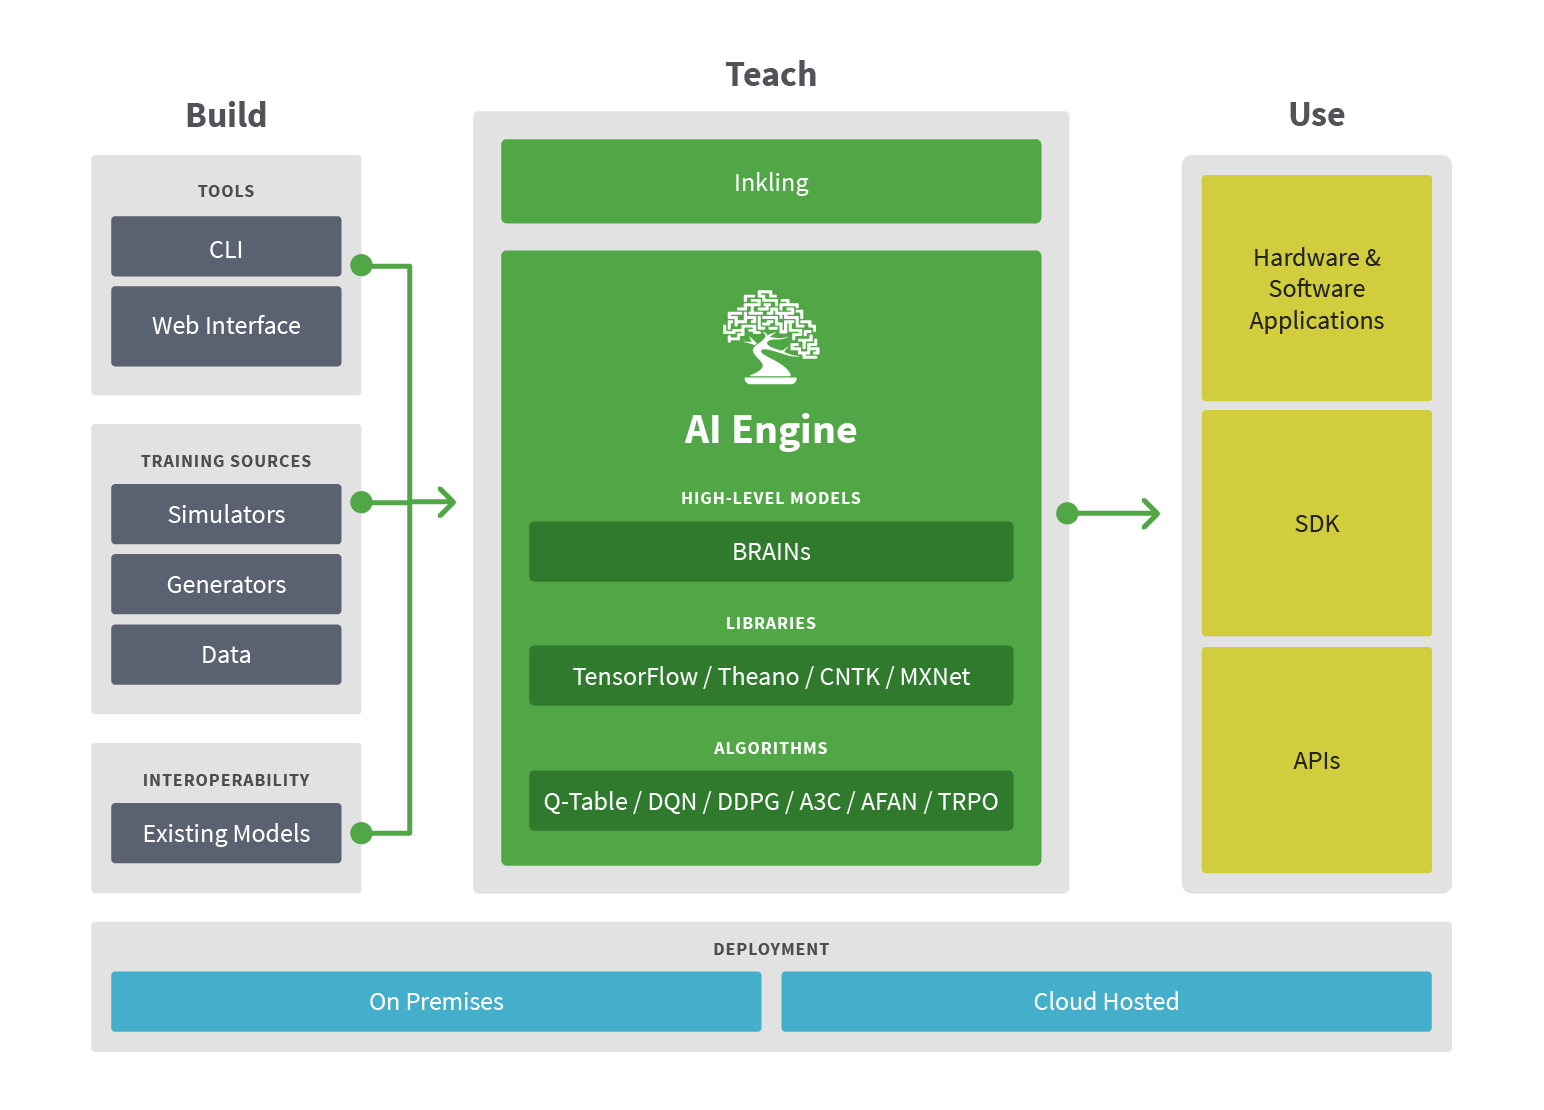 Build
TOOLS
CLI
Web Interface
TRAINING SOURCES
Simulators
Generators
Data
INTEROPERABILITY
Existing Models
Teach
Inkling
AI Engine
HIGH-LEVEL MODELS
BRAINs
LIBRARIES
TensorFlow / Theano / CNTK / MXNet
ALGORITHMS
Q-Table / DQN / DDPG / A3C / AFAN / TRPO
Use
Hardware &
Software
Applications
SDK
APIs
DEPLOYMENT
On Premises
Cloud Hosted